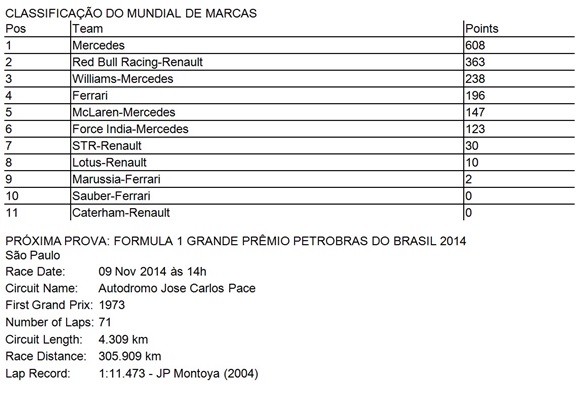 CLASSIFICAÇÃO DO MUNDIAL DE MARCAS
Pos Team Points
1 Mercedes 608
2 Red Bull Racing-Renault 363
3 Williams-Mercedes 238
4 Ferrari 196
5 McLaren-Mercedes 147
6 Force India-Mercedes 123
7 STR-Renault 30
8 Lotus-Renault 10
9 Marussia-Ferrari 2
10 Sauber-Ferrari 0
11 Caterham-Renault 0
PRÓXIMA PROVA: FORMULA 1 GRANDE PRÊMIO PETROBRAS DO BRASIL 2014
São Paulo
Race Date: 09 Nov 2014 às 14h
Circuit Name: Autodromo Jose Carlos Pace
First Grand Prix: 1973
Number of Laps: 71
Circuit Length: 4.309 km
Race Distance: 305.909 km
Lap Record: 1:11.473 - JP Montoya (2004)